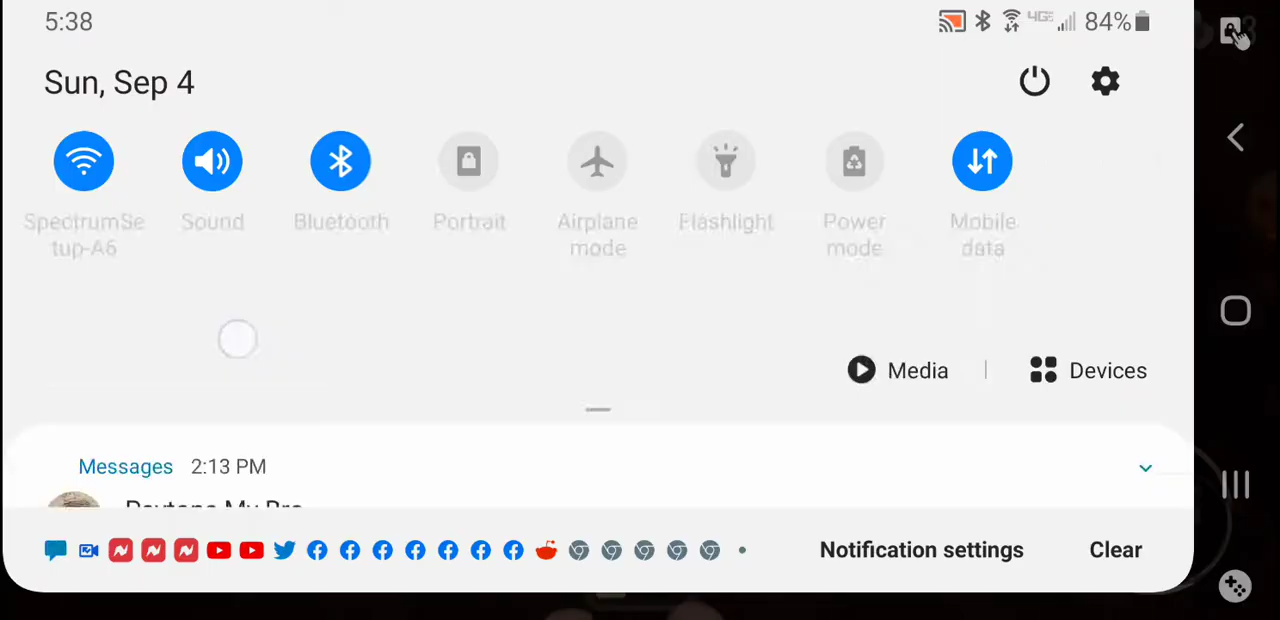 5:38
4G
84%
Sun, Sep 4
SpectrumSe
tup-A6
Sound
Bluetooth
Portrait
Airplane
mode
Flashlight
Power
mode
Mobile
data
Media
Devices
Messages 2:13 PM
Notification settings
Clear